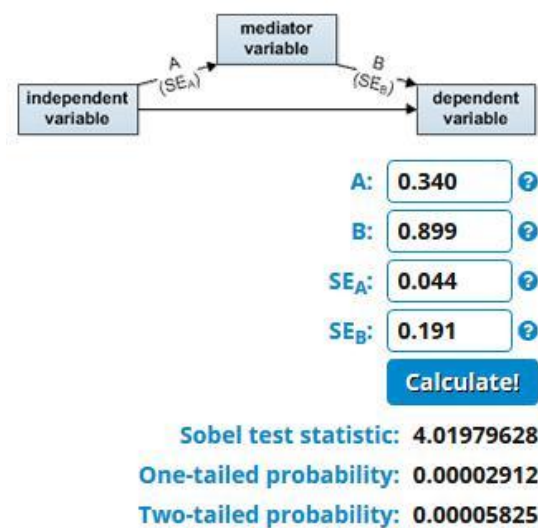 mediator
variable
A
(SEA)
B
(SEB)
independent
variable
dependent
variable
A: 0.340 ?
B: 0.899 ?
SEA: 0.044 ?
SEB: 0.191 ?
Calculate!
Sobel test statistic: 4.01979628
One-tailed probability: 0.00002912
Two-tailed probability: 0.00005825